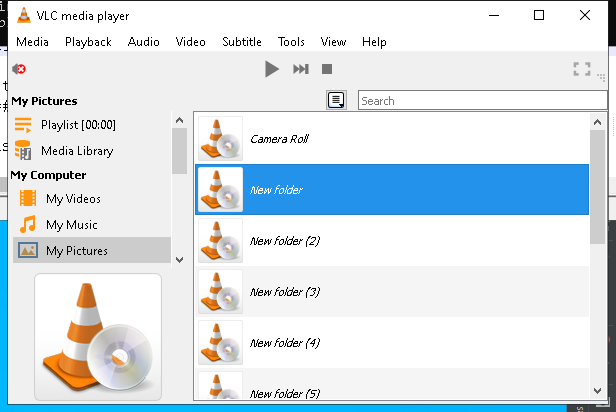 VLC media player
Media Playback Audio Video Subtitle Tools View Help
My Pictures
Search
Playlist [00:00]
Media Library
My Computer
My Videos
My Music
My Pictures
Camera Roll
New folder
New folder (2)
New folder (3)
New folder (4)
New folder (5)